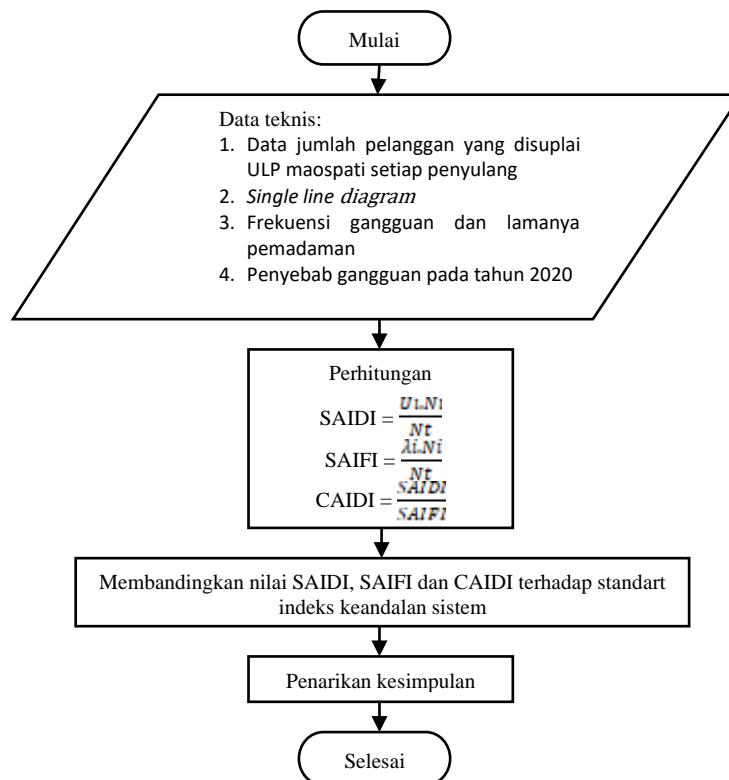 Mulai
Data teknis:
1. Data jumlah pelanggan yang disuplai
ULP maospati setiap penyulang
2. Single line diagram
3. Frekuensi gangguan dan lamanya
pemadaman
4. Penyebab gangguan pada tahun 2020
Perhitungan
SAIDI = Ui.Ni / Nt
SAIFI = λi.Ni / Nt
CAIDI = SAIDI / SAIFI
Membandingkan nilai SAIDI, SAIFI dan CAIDI terhadap standart
indeks keandalan sistem
Penarikan kesimpulan
Selesai